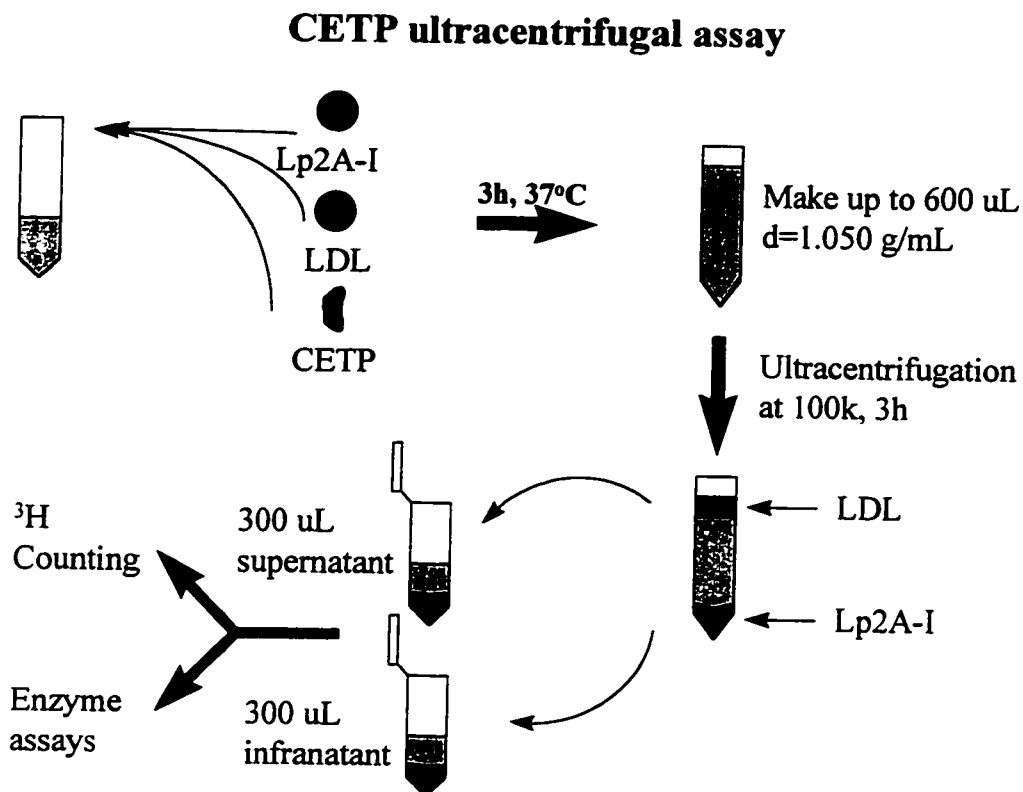 CETP ultracentrifugal assay
Lp2A-I
LDL
CETP
3h, 37ºC
Make up to 600 uL
d=1.050 g/mL
Ultracentrifugation
at 100k, 3h
LDL
Lp2A-I
300 uL
supernatant
300 uL
infranatant
³H
Counting
Enzyme
assays